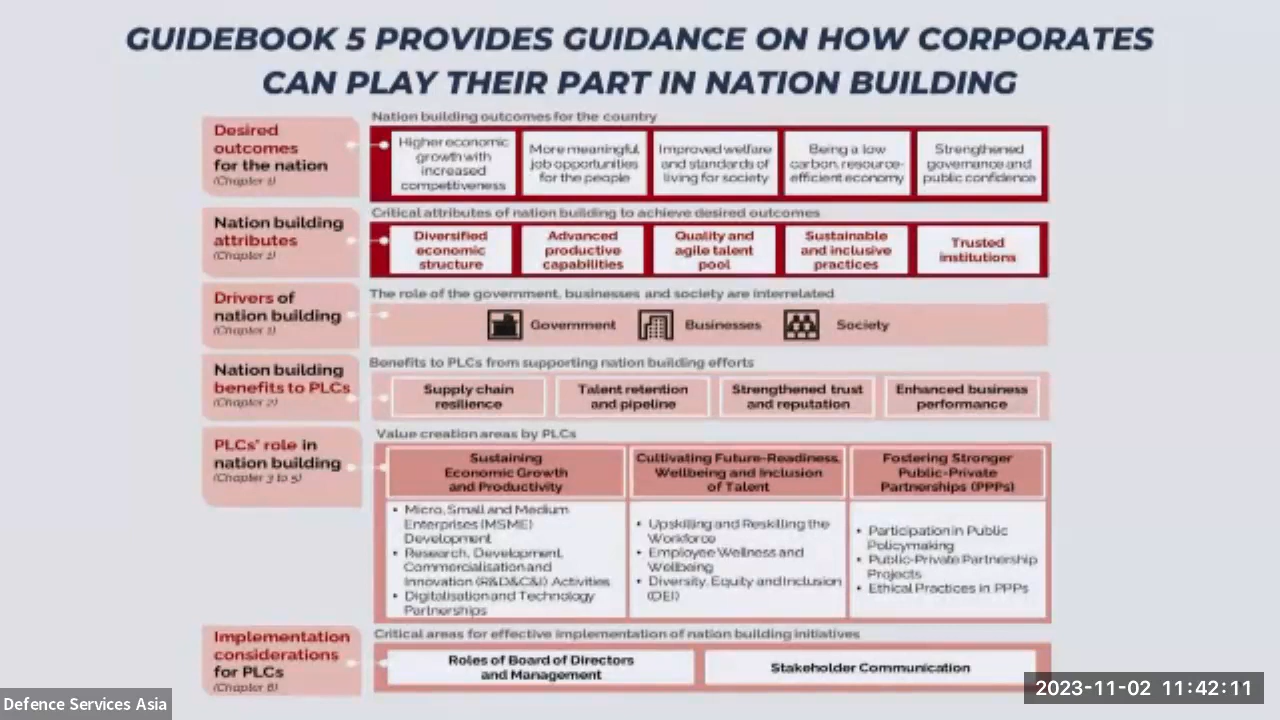 GUIDEBOOK 5 PROVIDES GUIDANCE ON HOW CORPORATES
CAN PLAY THEIR PART IN NATION BUILDING
Desired
outcomes
for the nation
(Chapter 1)
Nation building outcomes for the country
Higher economic
growth with
increased
competitiveness
More meaningful
job opportunities
for the people
Improved welfare
and standards of
living for society
Being a low
carbon, resource-
efficient economy
Strengthened
governance and
public confidence
Nation building
attributes
(Chapter 1)
Critical attributes of nation building to achieve desired outcomes
Diversified
economic
structure
Advanced
productive
capabilities
Quality and
agile talent
pool
Sustainable
and inclusive
practices
Trusted
institutions
Drivers of
nation building
(Chapter 1)
The role of the government, businesses and society are interrelated
Government
Businesses
Society
Nation building
benefits to PLCs
(Chapter 2)
Benefits to PLCs from supporting nation building efforts
Supply chain
resilience
Talent retention
and pipeline
Strengthened trust
and reputation
Enhanced business
performance
PLCs' role in
nation building
(Chapter 3 to 5)
Value creation areas by PLCs
Sustaining
Economic Growth
and Productivity
• Micro, Small and Medium
Enterprises (MSME)
Development
• Research, Development,
Commercialisation and
Innovation (R&D&C&I) Activities
• Digitalisation and Technology
Partnerships
Cultivating Future-Readiness,
Wellbeing and Inclusion
of Talent
• Upskilling and Reskilling the
Workforce
• Employee Wellness and
Wellbeing
• Diversity, Equity and Inclusion
(DEI)
Fostering Stronger
Public-Private
Partnerships (PPPs)
• Participation in Public
Policymaking
• Public-Private Partnership
Projects
• Ethical Practices in PPPs
Implementation
considerations
for PLCs
(Chapter 6)
Critical areas for effective implementation of nation building initiatives
Roles of Board of Directors
and Management
Stakeholder Communication
Defence Services Asia
2023-11-02 11:42:11